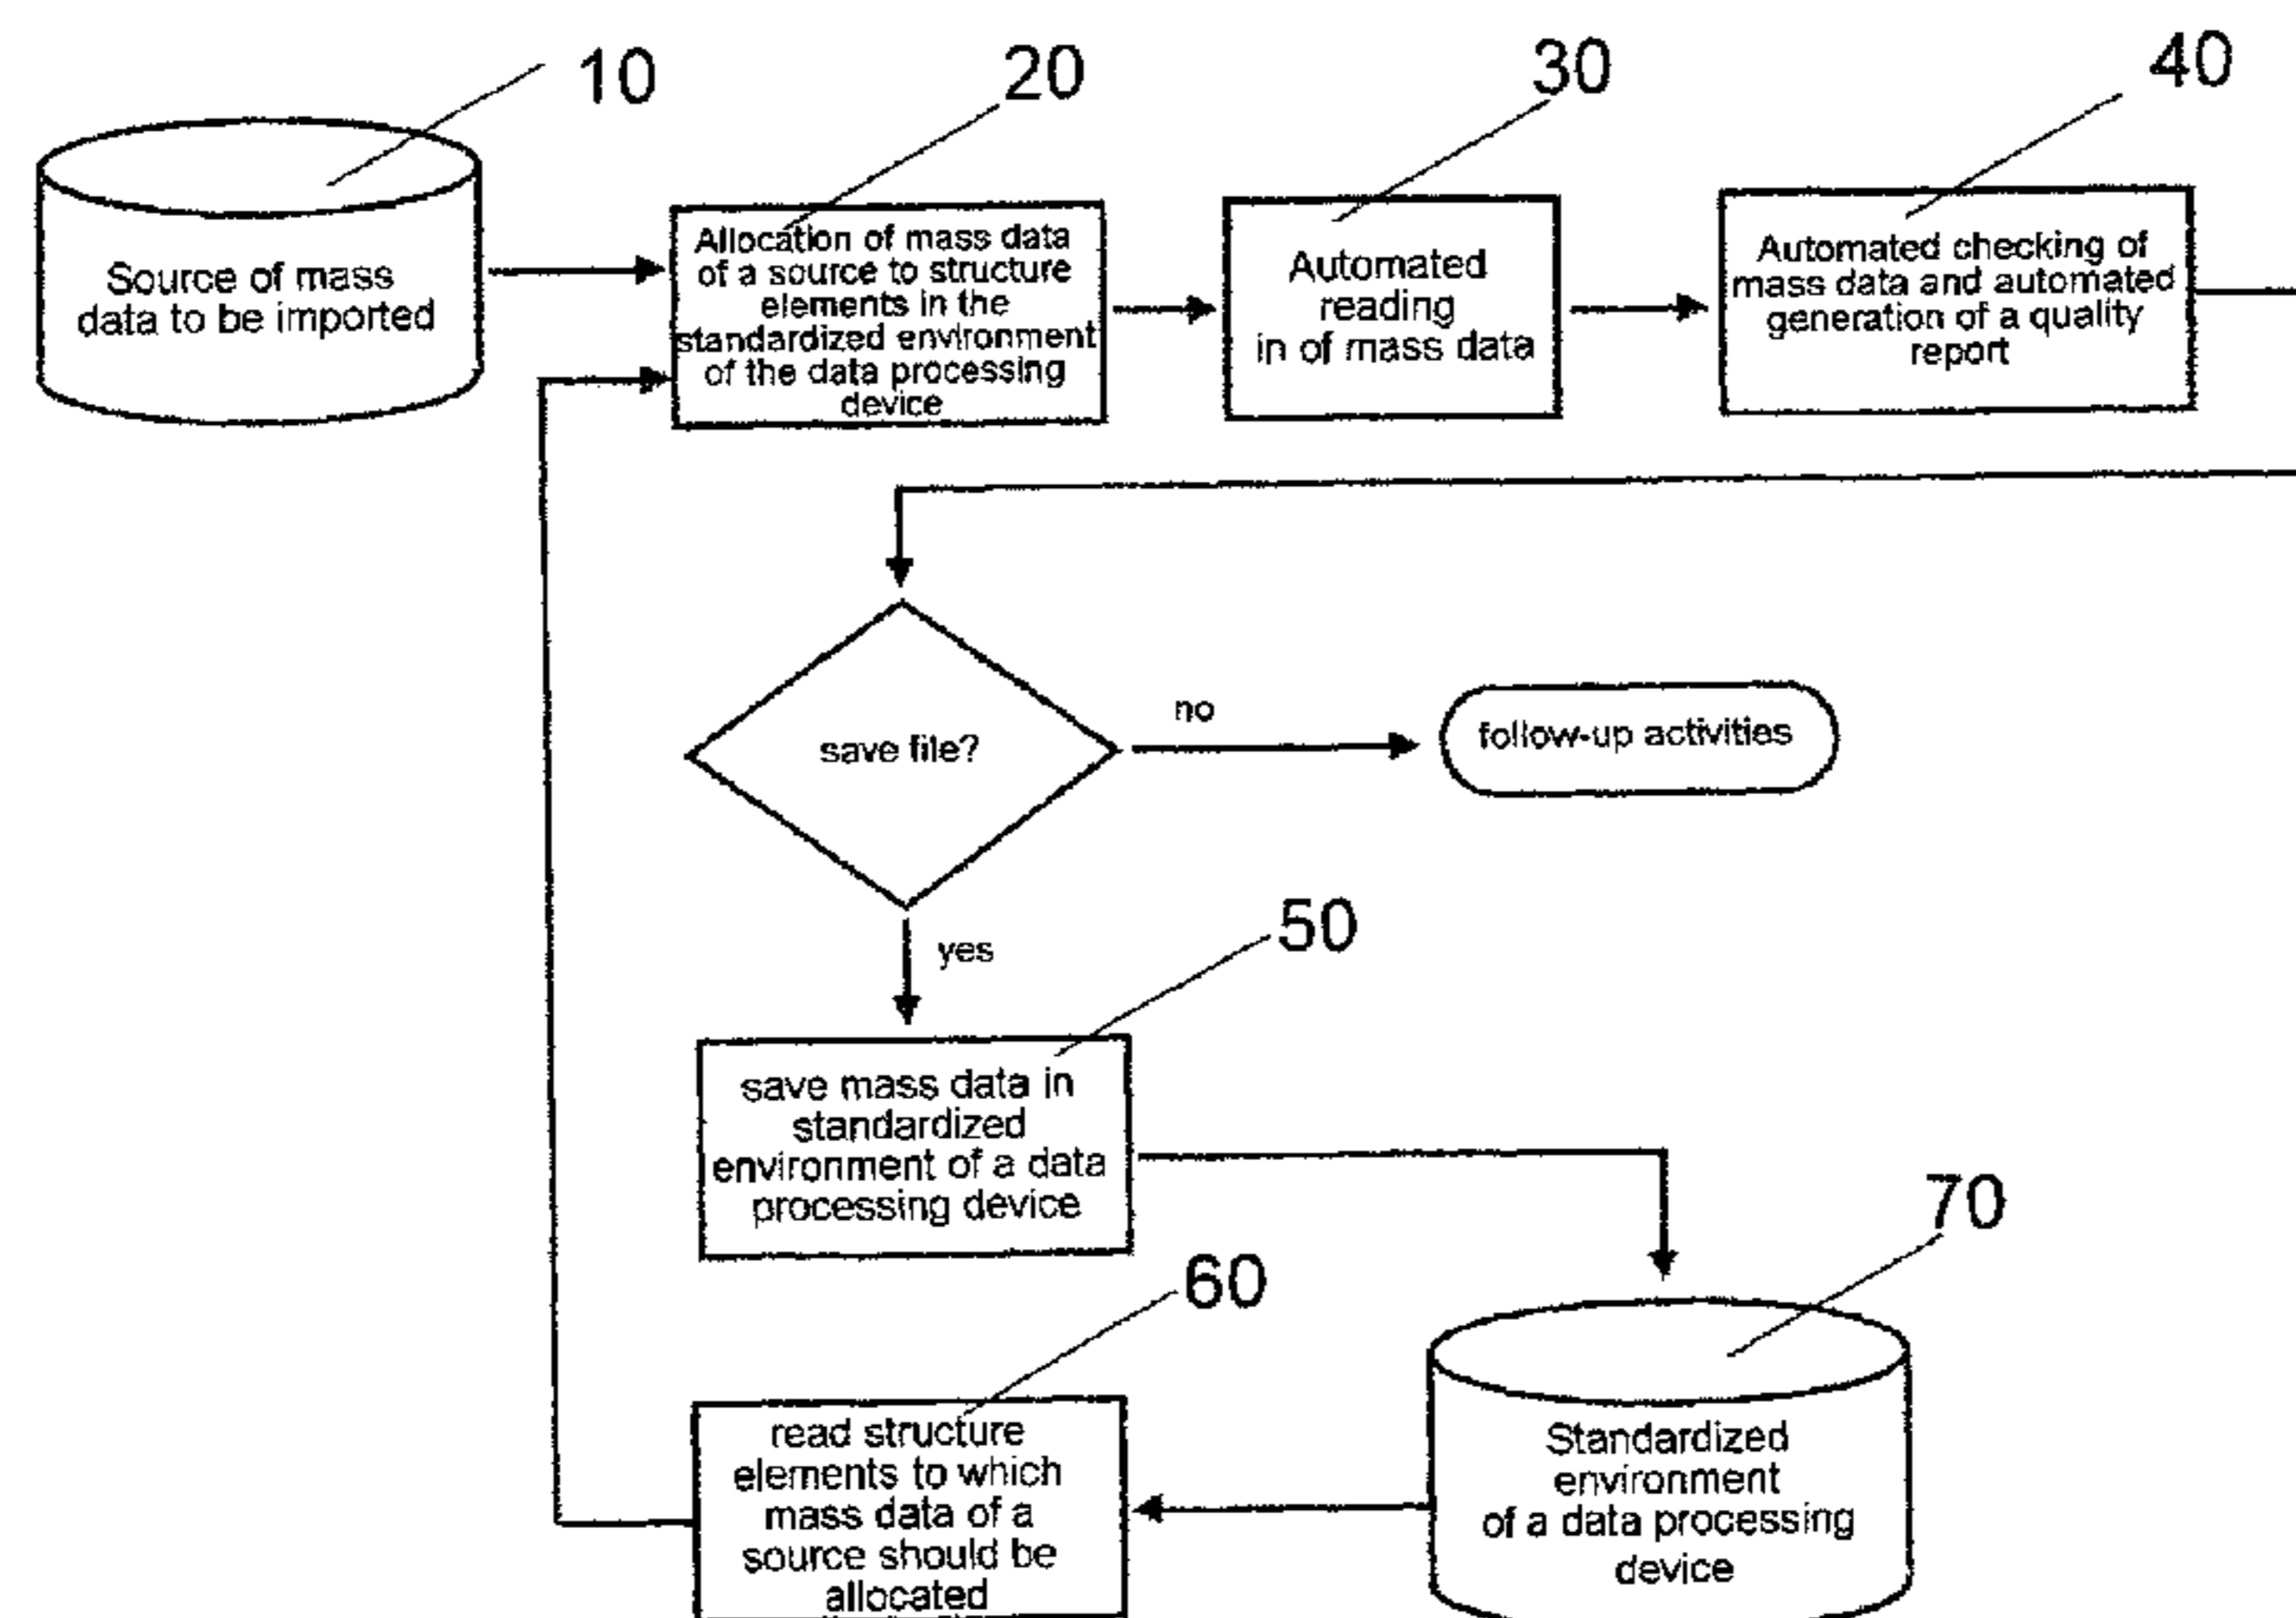 10
20
30
40
Source of mass
data to be imported
Allocation of mass data
of a source to structure
elements in the
standardized environment
of the data processing
device
Automated
reading
in of mass data
Automated checking of
mass data and automated
generation of a quality
report
save file?
no
follow-up activities
yes
50
save mass data in
standardized
environment of a data
processing device
60
70
read structure
elements to which
mass data of a
source should be
allocated
Standardized
environment
of a data processing
device